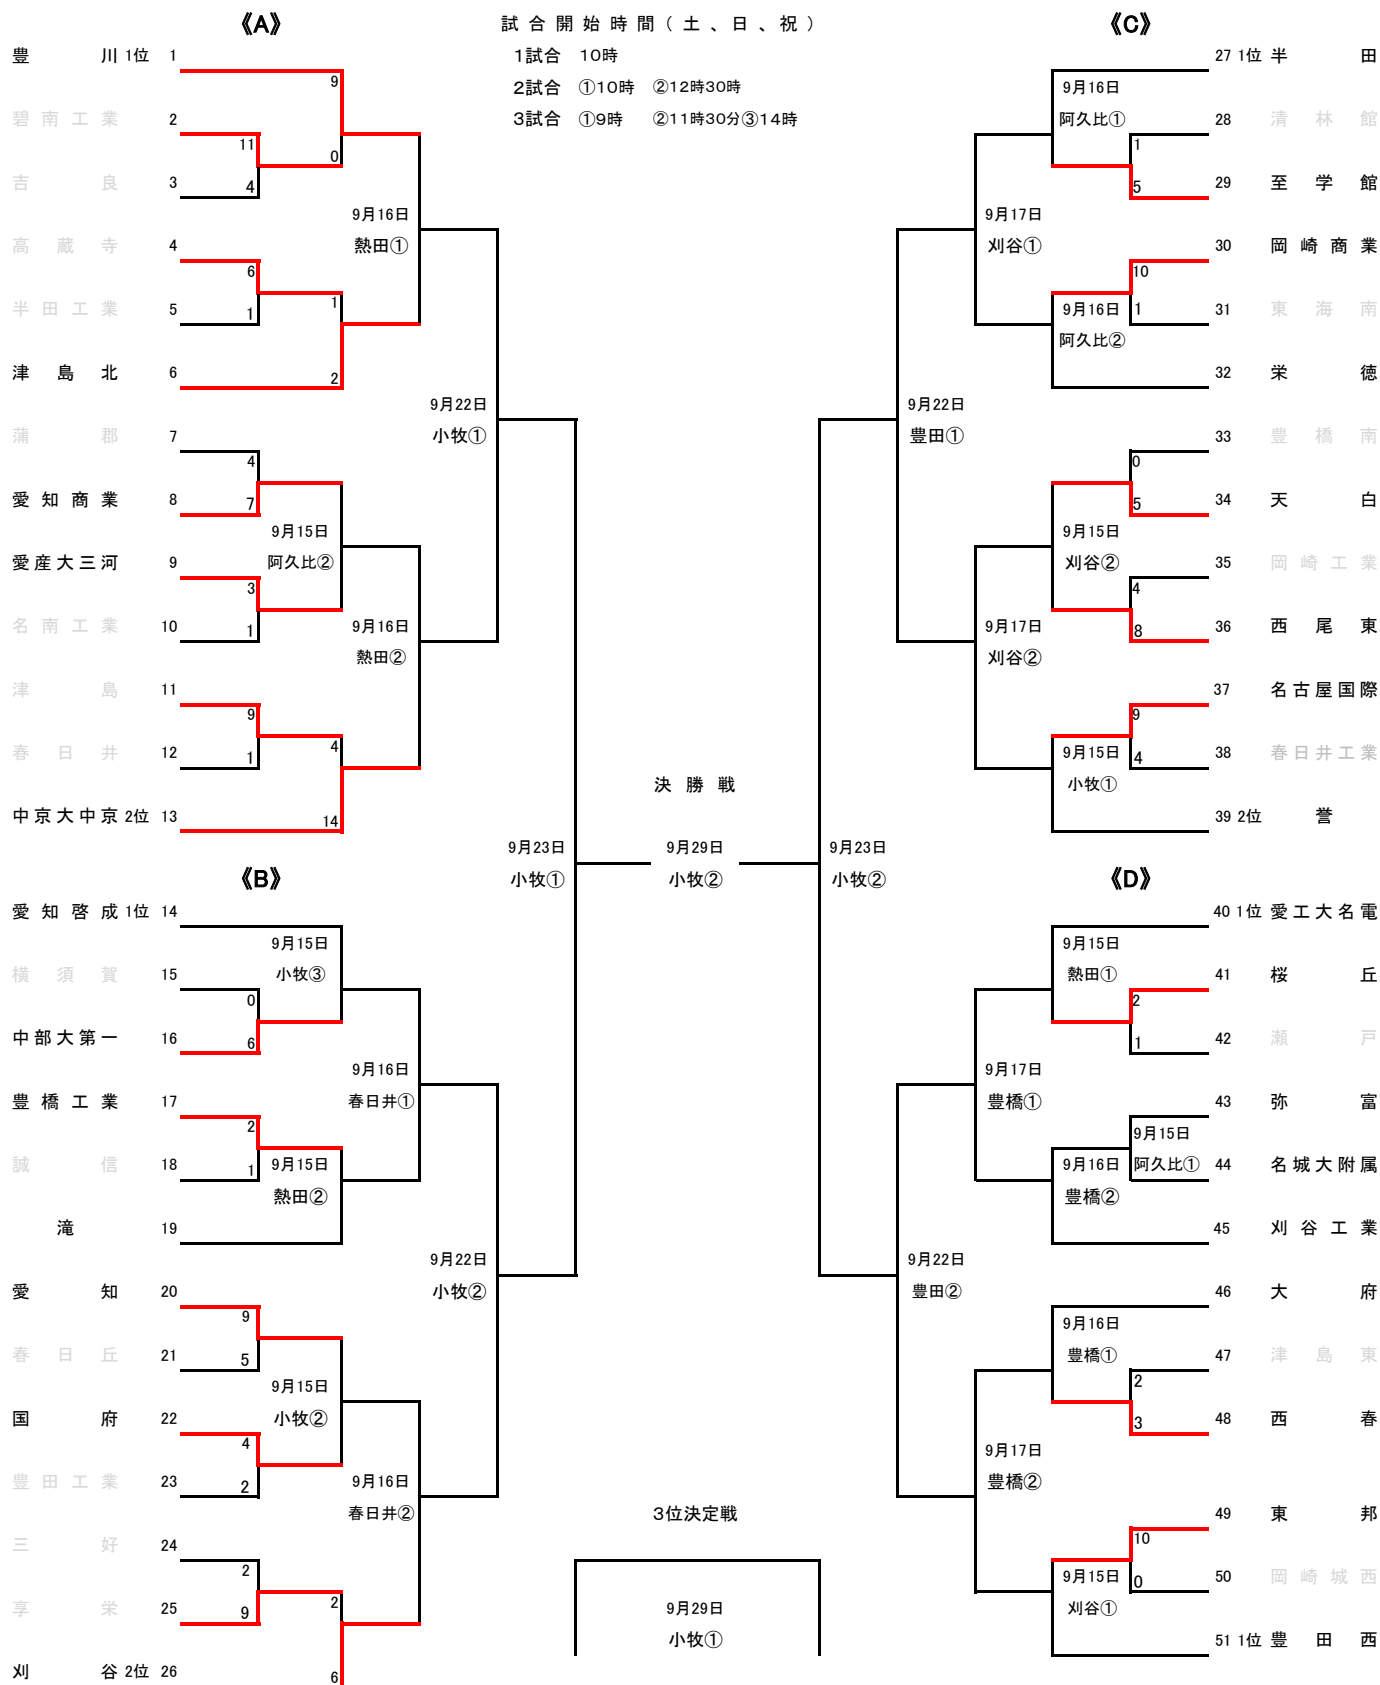 試合開始時間(土、日、祝)
1試合 10時
2試合 ①10時 ②12時30時
3試合 ①9時 ②11時30分③14時
《A》
豊川 1位 1
9
碧南工業 2
11
0
吉良 3
4
9月16日
熱田①
高蔵寺 4
6
1
半田工業 5
1
津島北 6
2
9月22日
小牧①
蒲郡 7
4
愛知商業 8
7
9月15日
阿久比②
愛産大三河 9
3
名南工業 10
1
9月16日
熱田②
津島 11
9
4
春日井 12
1
中京大中京 2位 13
14
《B》
愛知啓成 1位 14
9月15日
小牧③
横須賀 15
0
中部大第一 16
6
9月16日
春日井①
豊橋工業 17
2
誠信 18
1
9月15日
熱田②
滝 19
9月22日
小牧②
愛知 20
9
春日丘 21
5
9月15日
小牧②
国府 22
4
豊田工業 23
2
9月16日
春日井②
三好 24
2
享栄 25
9
2
刈谷 2位 26
6
9月23日
小牧①
決勝戦
9月29日
小牧②
9月23日
小牧②
3位決定戦
9月29日
小牧①
《C》
27 1位 半田
9月16日
阿久比①
28 清林館
1
29 至学館
5
9月17日
刈谷①
30 岡崎商業
10
31 東海南
1
9月16日
阿久比②
32 栄徳
9月22日
豊田①
33 豊橋南
0
34 天白
5
9月15日
刈谷②
35 岡崎工業
4
36 西尾東
8
9月17日
刈谷②
37 名古屋国際
9
38 春日井工業
4
9月15日
小牧①
39 2位 誉
《D》
40 1位 愛工大名電
9月15日
熱田①
41 桜丘
2
42 瀬戸
1
9月17日
豊橋①
43 弥富
9月15日
阿久比①
44 名城大附属
9月16日
豊橋②
45 刈谷工業
9月22日
豊田②
46 大府
9月16日
豊橋①
47 津島東
2
48 西春
3
9月17日
豊橋②
49 東邦
10
50 岡崎城西
0
9月15日
刈谷①
51 1位 豊田西